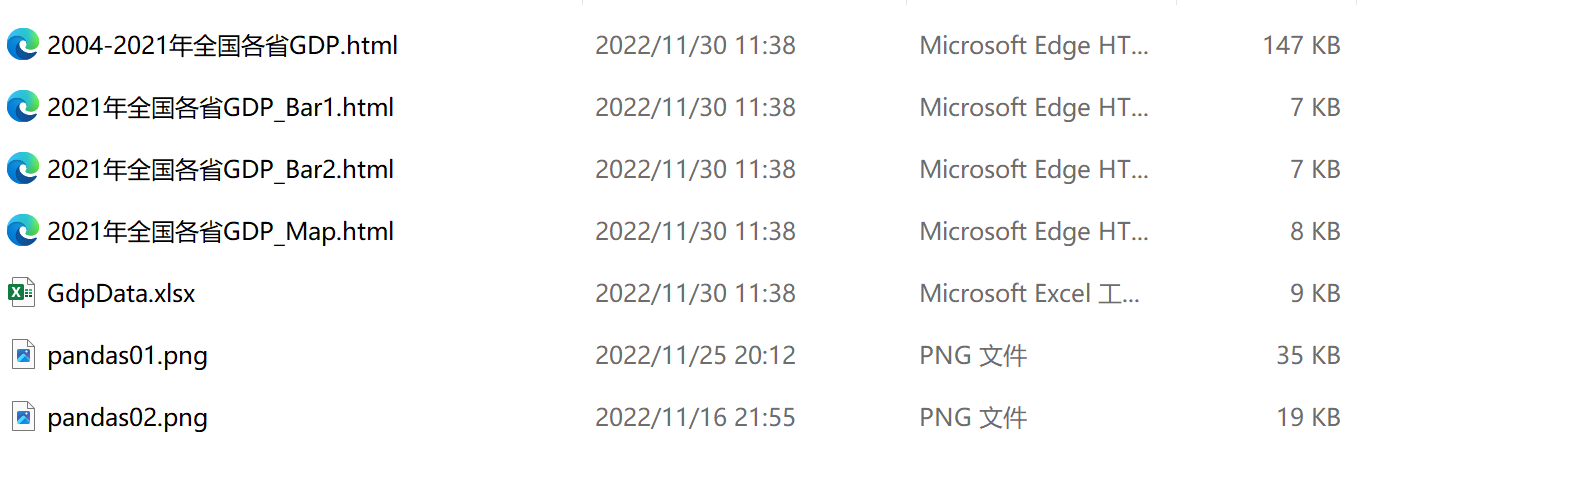 2004-2021年全国各省GDP.html 2022/11/30 11:38 Microsoft Edge HT... 147 KB
2021年全国各省GDP_Bar1.html 2022/11/30 11:38 Microsoft Edge HT... 7 KB
2021年全国各省GDP_Bar2.html 2022/11/30 11:38 Microsoft Edge HT... 7 KB
2021年全国各省GDP_Map.html 2022/11/30 11:38 Microsoft Edge HT... 8 KB
GdpData.xlsx 2022/11/30 11:38 Microsoft Excel 工... 9 KB
pandas01.png 2022/11/25 20:12 PNG 文件 35 KB
pandas02.png 2022/11/16 21:55 PNG 文件 19 KB